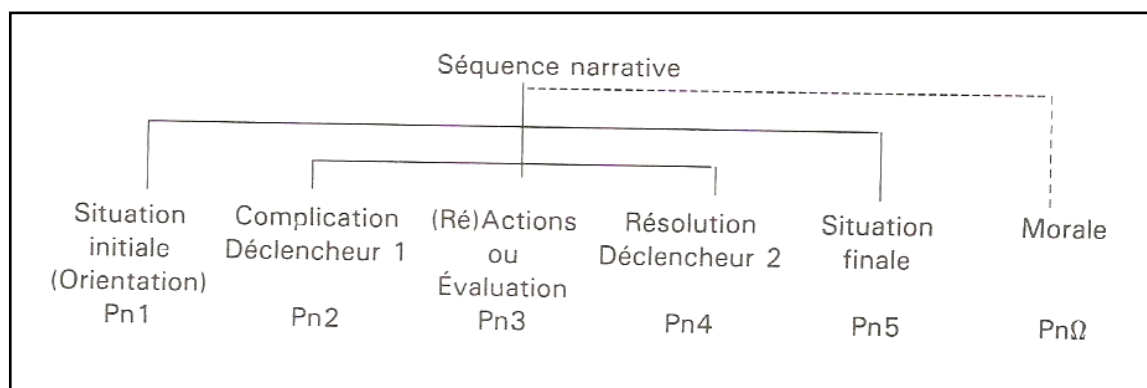 Séquence narrative
Situation
initiale
(Orientation)
Pn1
Complication
Déclencheur 1
Pn2
(Ré)Actions
ou
Évaluation
Pn3
Résolution
Déclencheur 2
Pn4
Situation
finale
Pn5
Morale
PnΩ